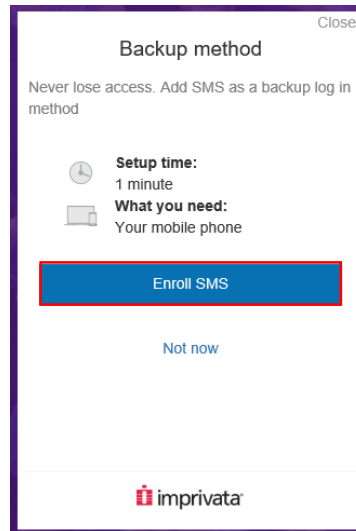 Close
Backup method
Never lose access. Add SMS as a backup log in
method
Setup time:
1 minute
What you need:
Your mobile phone
Enroll SMS
Not now
imprivata